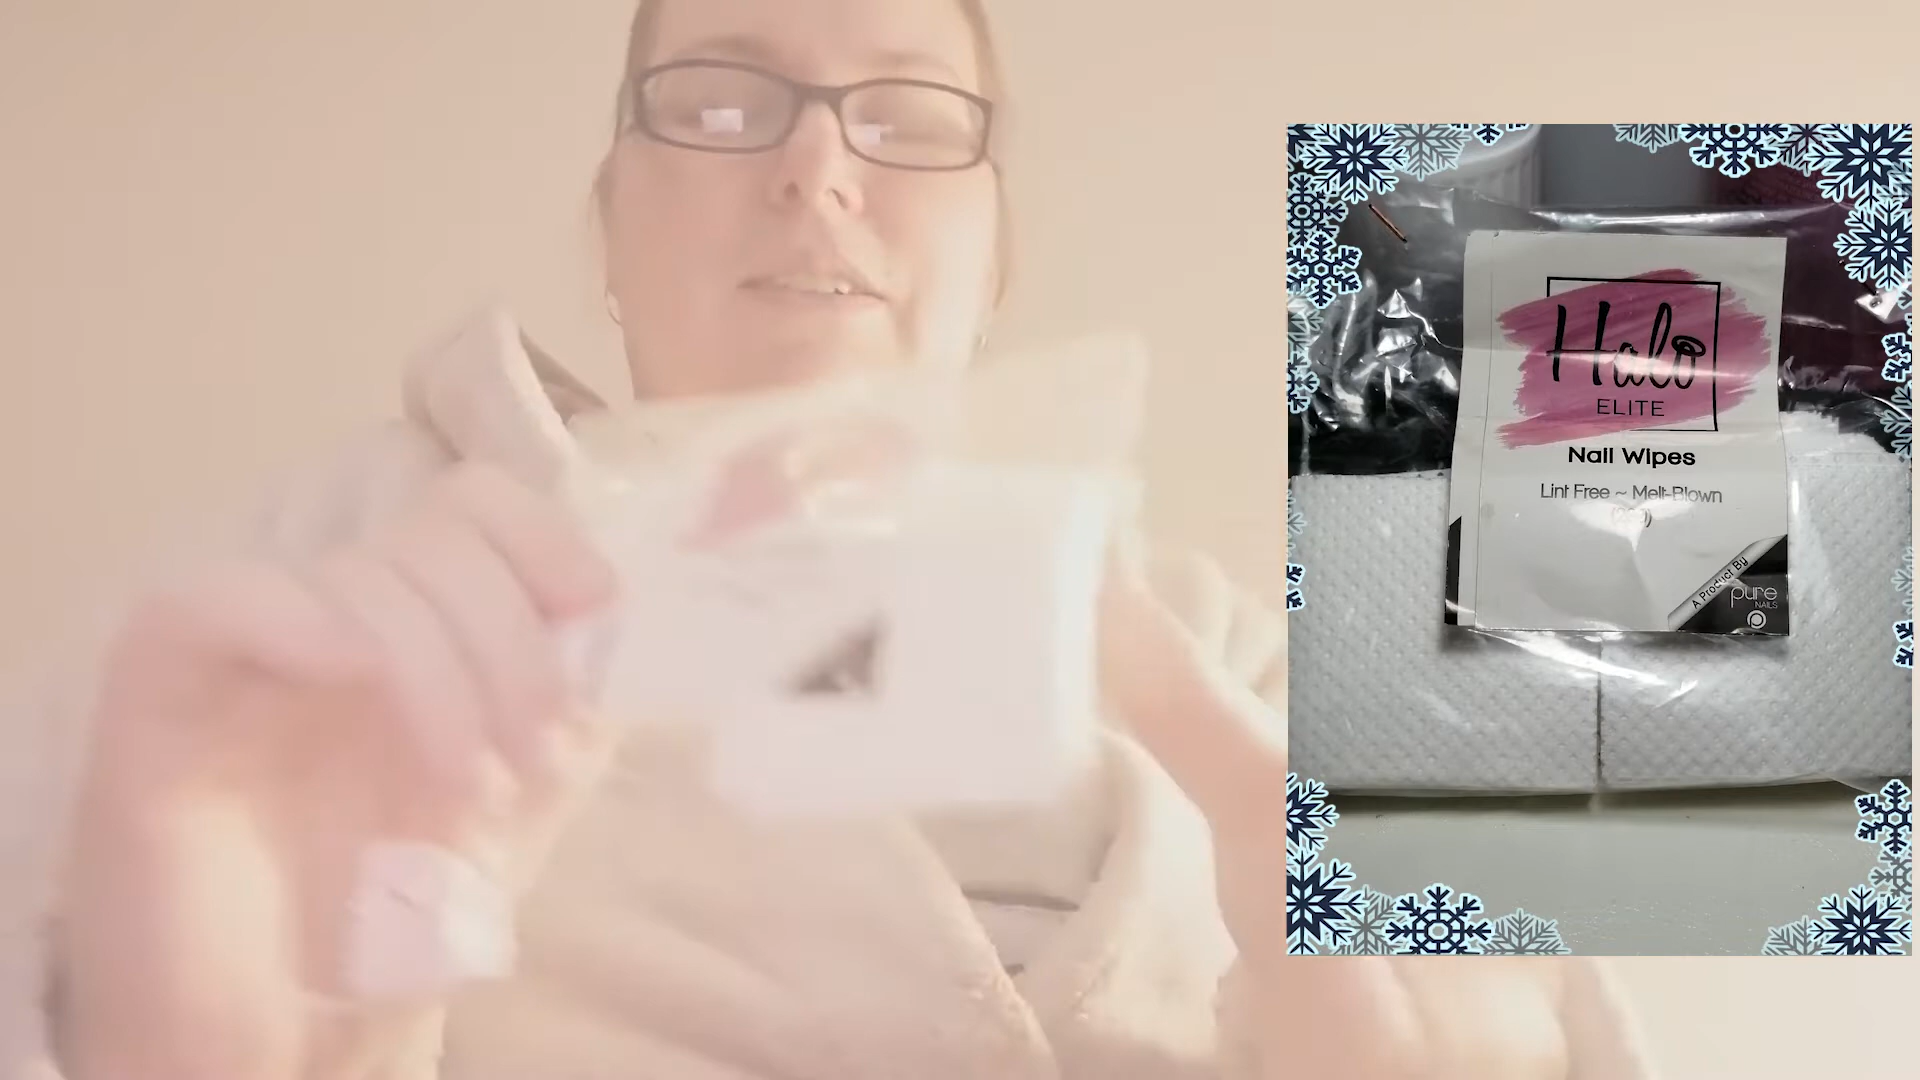 Halo
ELITE
Nail Wipes
Lint Free ~ Melt-Blown
A Product By
pure
NAILS